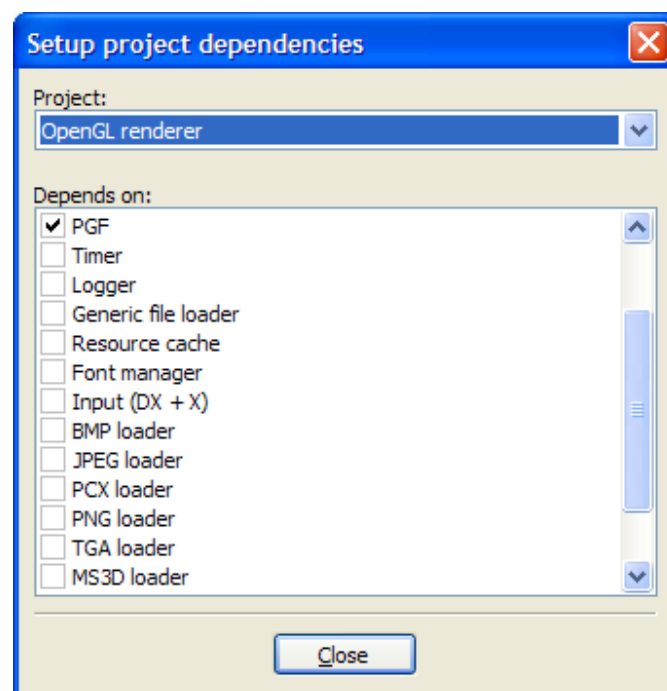 Setup project dependencies
Project:
OpenGL renderer
Depends on:
PGF
Timer
Logger
Generic file loader
Resource cache
Font manager
Input (DX + X)
BMP loader
JPEG loader
PCX loader
PNG loader
TGA loader
MS3D loader
Close